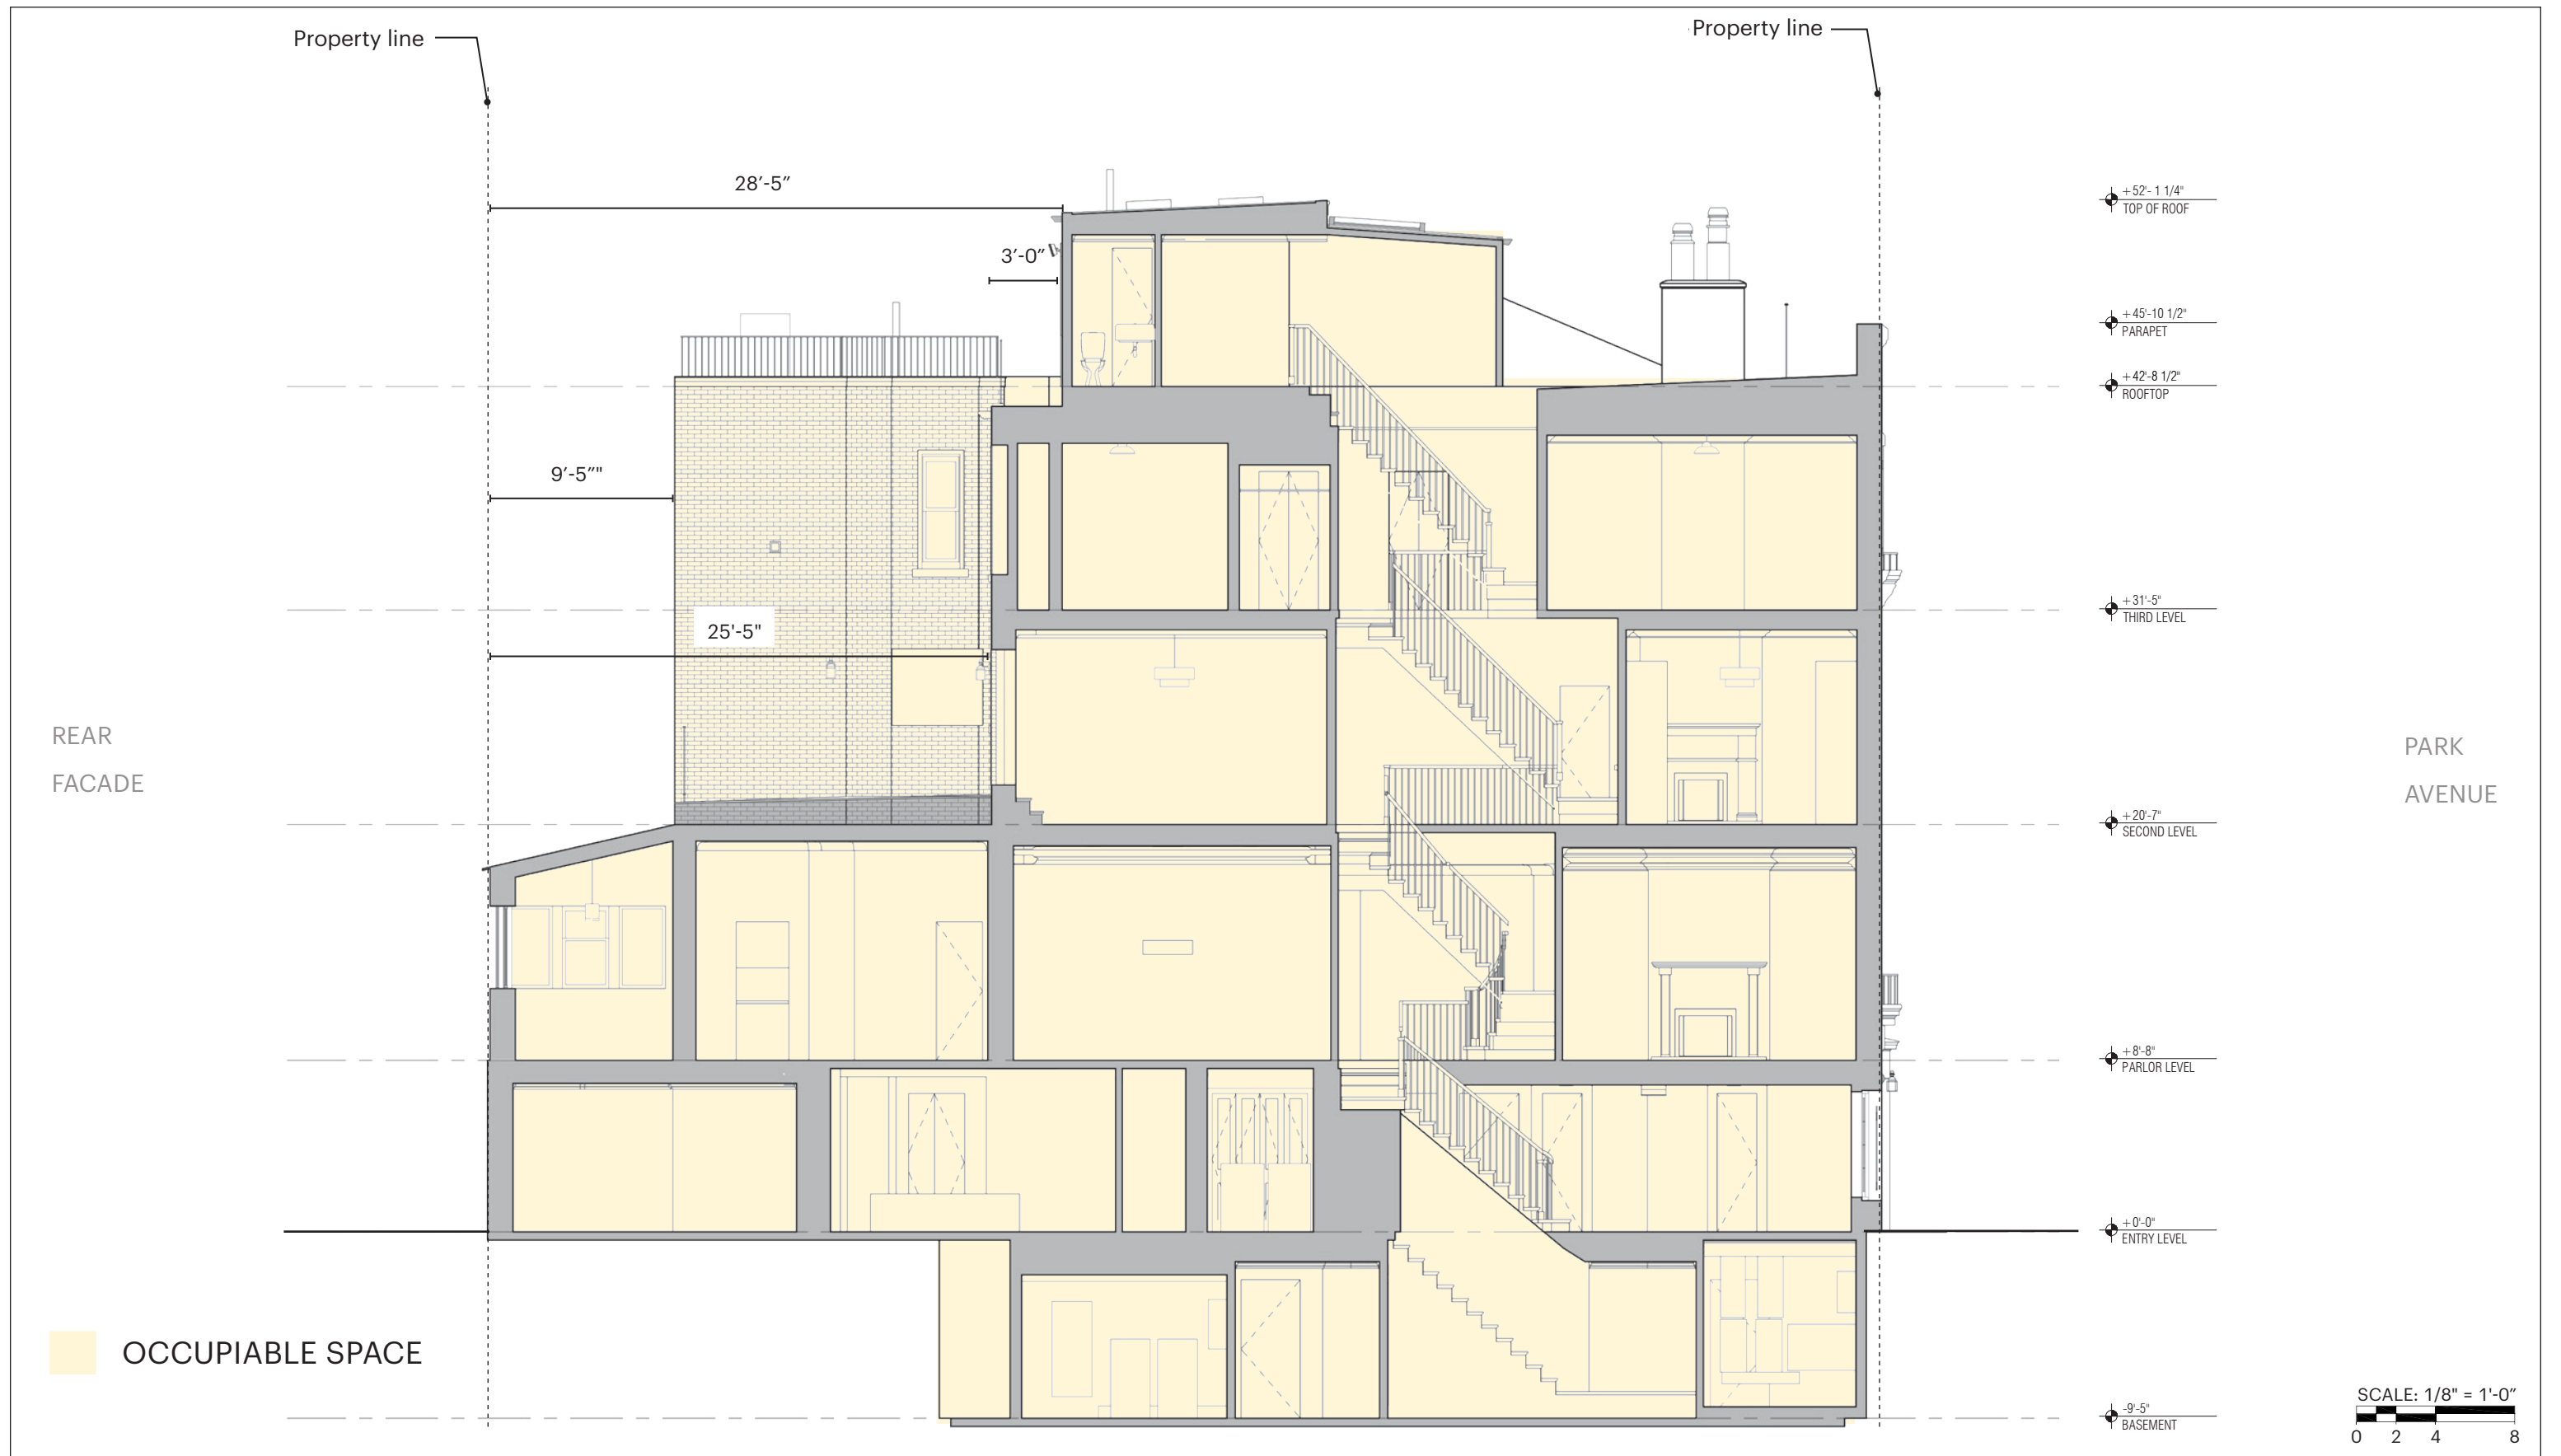 Property line
Property line
28′-5″
3′-0″
9′-5″"
25'-5"
REAR
FACADE
PARK
AVENUE
+52'- 1 1/4"
TOP OF ROOF
+45'-10 1/2"
PARAPET
+42'-8 1/2"
ROOFTOP
+31'-5"
THIRD LEVEL
+20'-7"
SECOND LEVEL
+8'-8"
PARLOR LEVEL
+0'-0"
ENTRY LEVEL
-9'-5"
BASEMENT
OCCUPIABLE SPACE
SCALE: 1/8" = 1'-0″
0 2 4 8